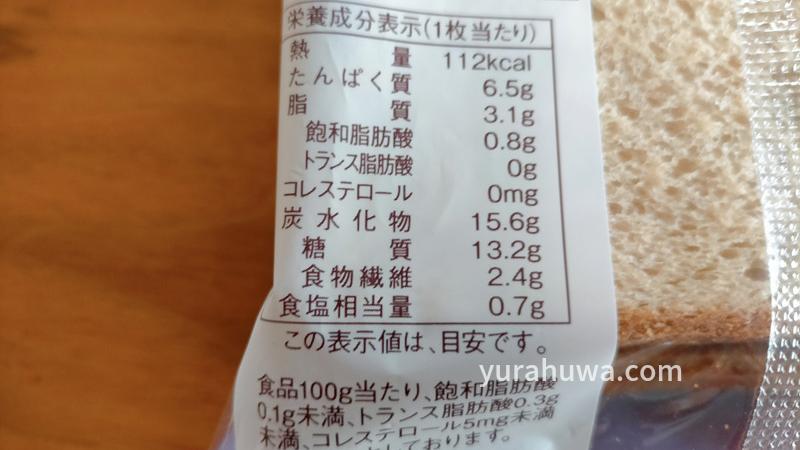 栄養成分表示(1枚当たり)
熱量 112kcal
たんぱく質 6.5g
脂質 3.1g
飽和脂肪酸 0.8g
トランス脂肪酸 0g
コレステロール 0mg
炭水化物 15.6g
糖質 13.2g
食物繊維 2.4g
食塩相当量 0.7g
この表示値は、目安です。
yurahuwa.com
食品100g当たり、飽和脂肪酸
0.1g未満、トランス脂肪酸0.3g
未満、コレステロール5mg未満
しております。